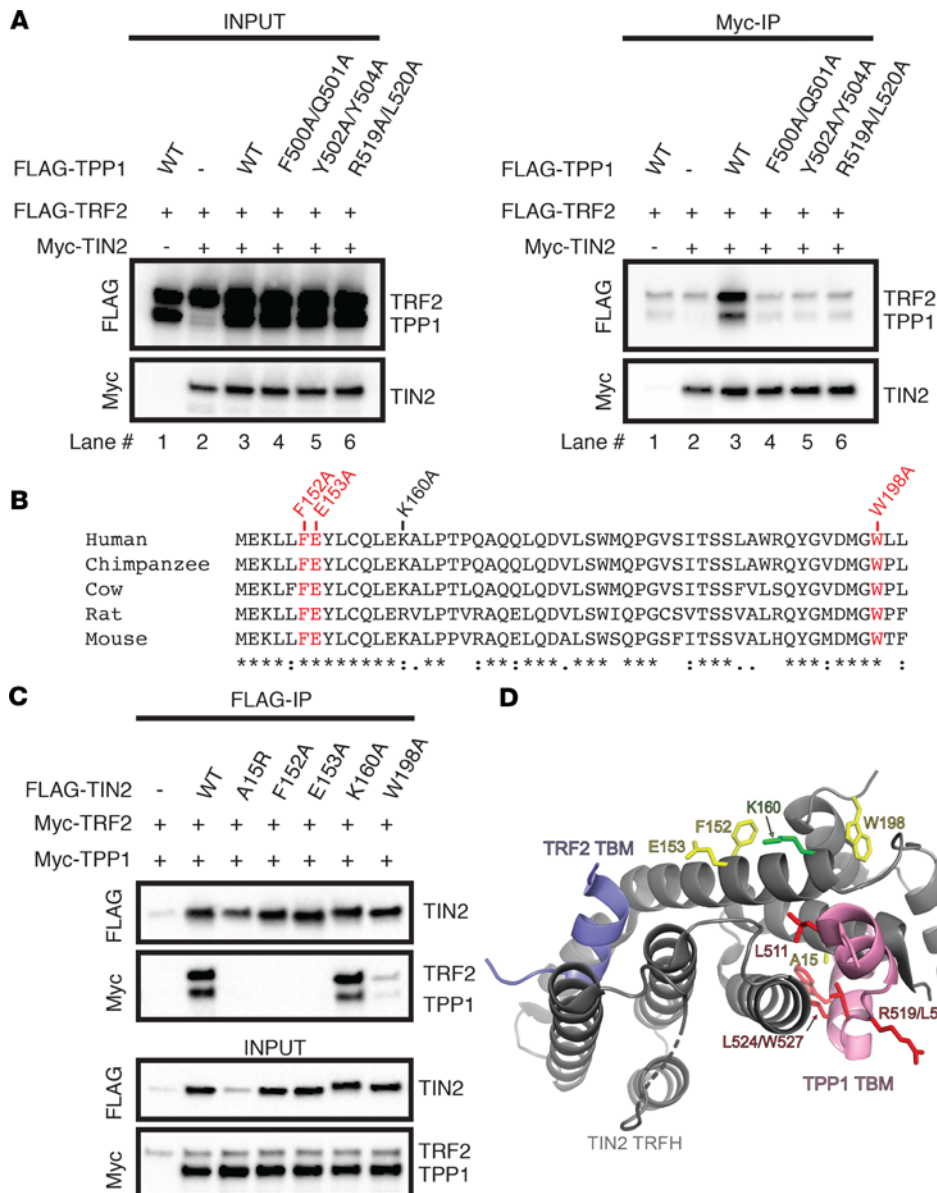 A
INPUT
FLAG-TPP1 WT - WT F500A/Q501A Y502A/Y504A R519A/L520A
FLAG-TRF2 + + + + + +
Myc-TIN2 - + + + + +
FLAG TRF2
TPP1
Myc TIN2
Lane # 1 2 3 4 5 6
Myc-IP
FLAG-TPP1 WT - WT F500A/Q501A Y502A/Y504A R519A/L520A
FLAG-TRF2 + + + + + +
Myc-TIN2 - + + + + +
FLAG TRF2
TPP1
Myc TIN2
Lane # 1 2 3 4 5 6
B
F152A E153A K160A W198A
Human MEKLLFEYLCQLEKALPTPQAQQLQDVLSWMQPGVSITSSLAWRQYGVDMGWLL
Chimpanzee MEKLLFEYLCQLEKALPTPQAQQLQDVLSWMQPGVSITSSLAWRQYGVDMGWPL
Cow MEKLFFEYLCQLEKALPTPQAQQLQDVLSWMQPGVSITSSFVLSQYGVDMGWPL
Rat MEKLLFEYLCQLERVLPTVRAQELQDVLSWIQPGCSVTSSVALRQYGMDMGWPF
Mouse MEKLLFEYLCQLEKALPPVRAQELQDALSWSQPGSFITSSVALHQYGMDMGWTF
****:********:.** :**:***.*** *** :***.. ***:**** :
C
FLAG-IP
FLAG-TIN2 - WT A15R F152A E153A K160A W198A
Myc-TRF2 + + + + + + +
Myc-TPP1 + + + + + + +
FLAG TIN2
Myc TRF2
TPP1
INPUT
FLAG TIN2
Myc TRF2
TPP1
D
K160
W198
F152
E153
TRF2 TBM
L511
A15
R519/L5
L524/W527
TPP1 TBM
TIN2 TRFH